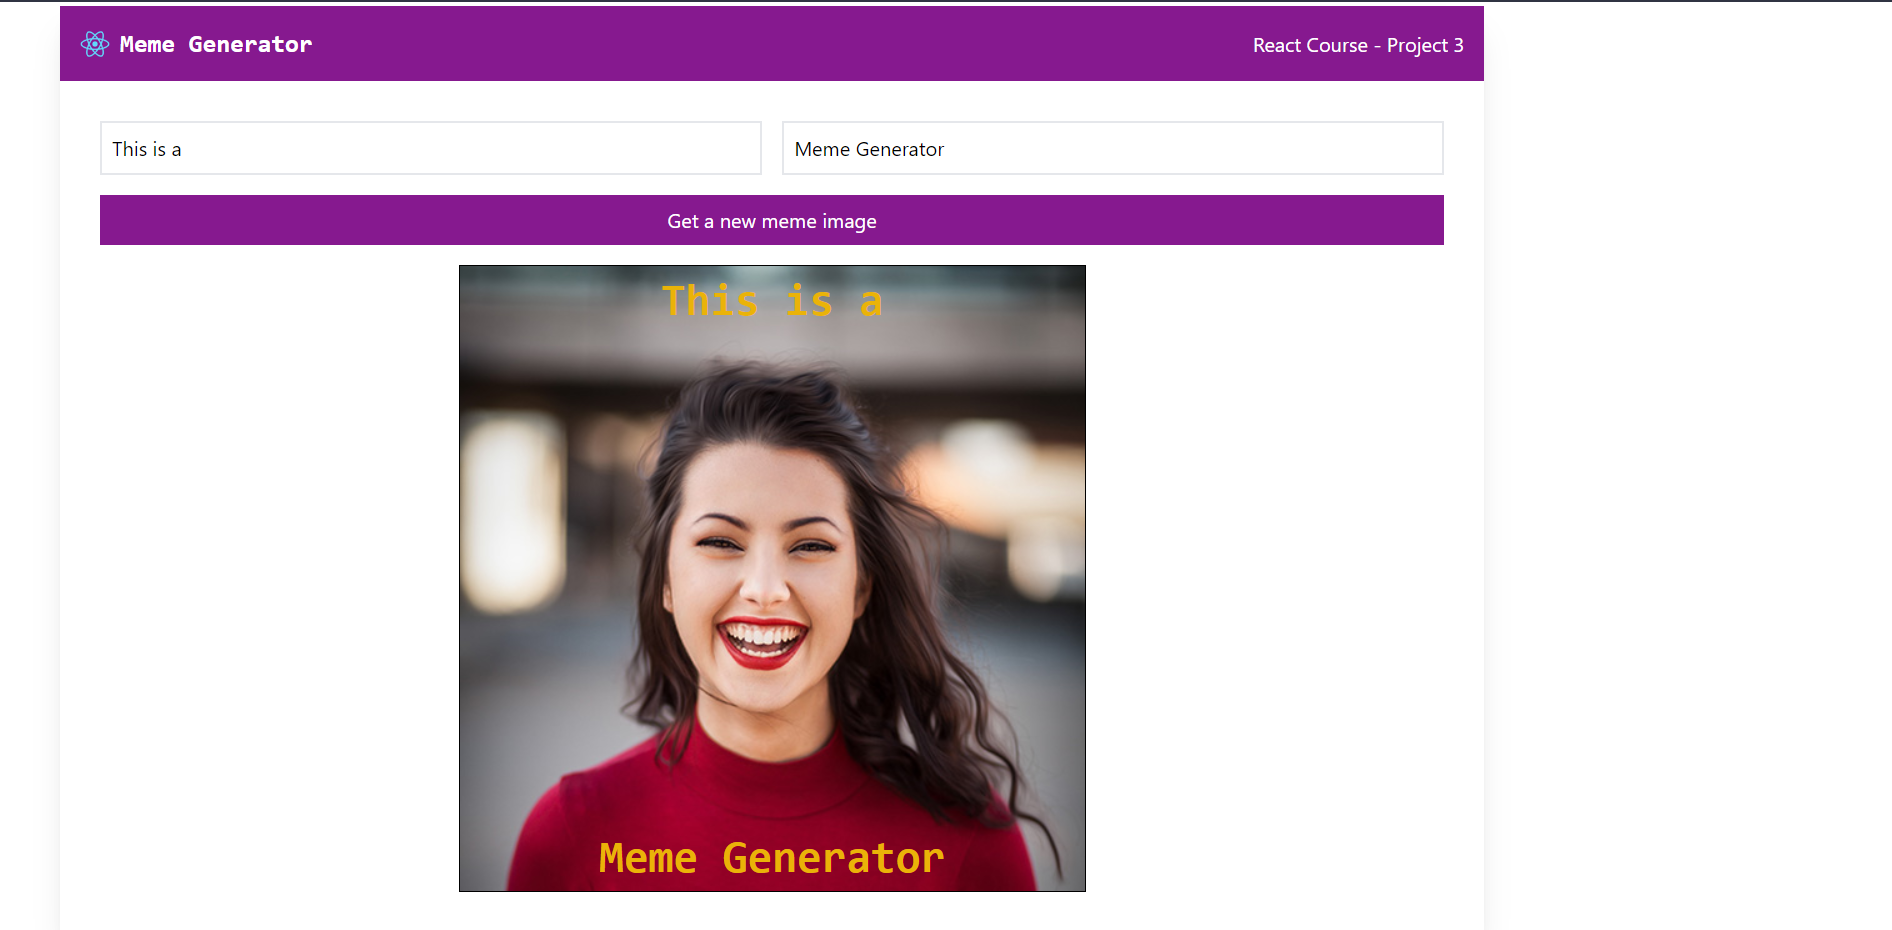 Meme Generator
React Course - Project 3
This is a
Meme Generator
Get a new meme image
This is a
Meme Generator